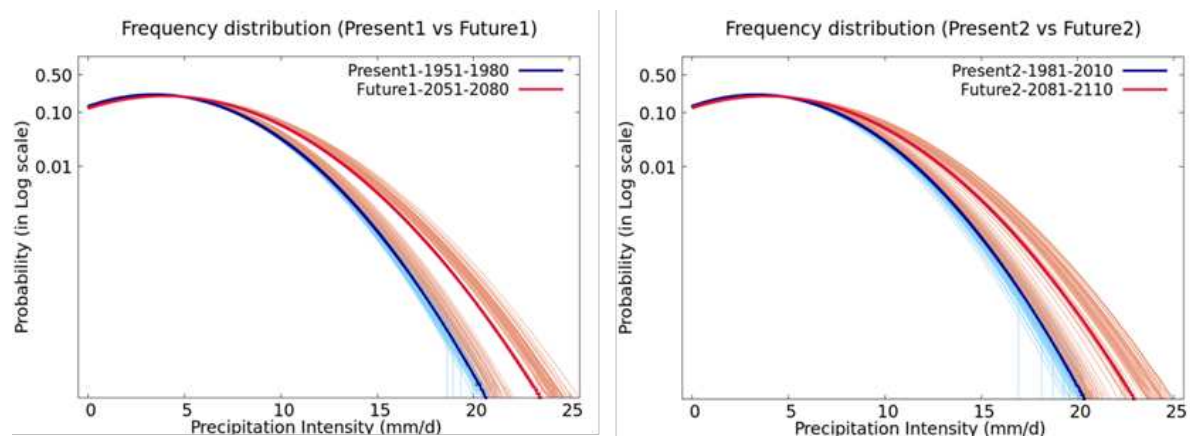 Frequency distribution (Present1 vs Future1)
Present1-1951-1980
Future1-2051-2080
Probability (in Log scale)
0.50
0.10
0.01
0
5
10
15
20
25
Precipitation Intensity (mm/d)
Frequency distribution (Present2 vs Future2)
Present2-1981-2010
Future2-2081-2110
Probability (in Log scale)
0.50
0.10
0.01
0
5
10
15
20
25
Precipitation Intensity (mm/d)